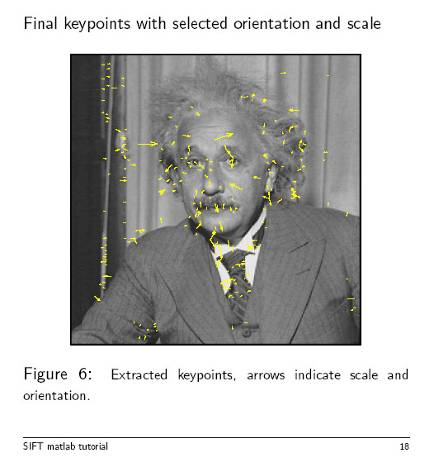 Final keypoints with selected orientation and scale
Figure 6: Extracted keypoints, arrows indicate scale and
orientation.
SIFT matlab tutorial 18